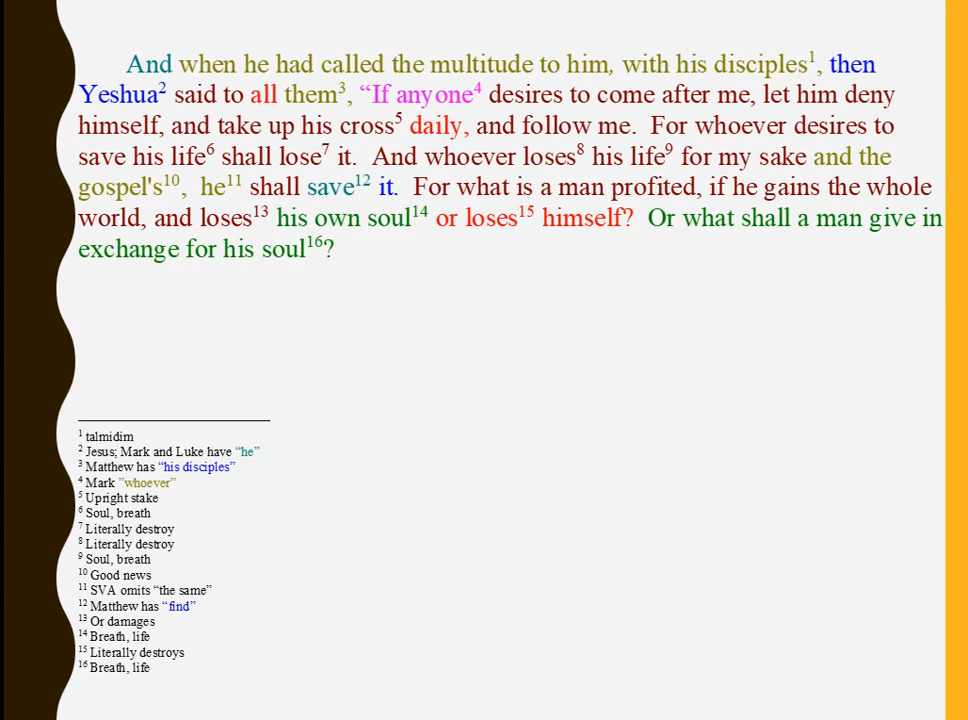 And when he had called the multitude to him, with his disciples¹, then
Yeshua² said to all them³, “If anyone⁴ desires to come after me, let him deny
himself, and take up his cross⁵ daily, and follow me. For whoever desires to
save his life⁶ shall lose⁷ it. And whoever loses⁸ his life⁹ for my sake and the
gospel's¹⁰, he¹¹ shall save¹² it. For what is a man profited, if he gains the whole
world, and loses¹³ his own soul¹⁴ or loses¹⁵ himself? Or what shall a man give in
exchange for his soul¹⁶?
¹ talmidim
² Jesus; Mark and Luke have “he”
³ Matthew has “his disciples”
⁴ Mark ”whoever”
⁵ Upright stake
⁶ Soul, breath
⁷ Literally destroy
⁸ Literally destroy
⁹ Soul, breath
¹⁰ Good news
¹¹ SVA omits “the same”
¹² Matthew has “find”
¹³ Or damages
¹⁴ Breath, life
¹⁵ Literally destroys
¹⁶ Breath, life